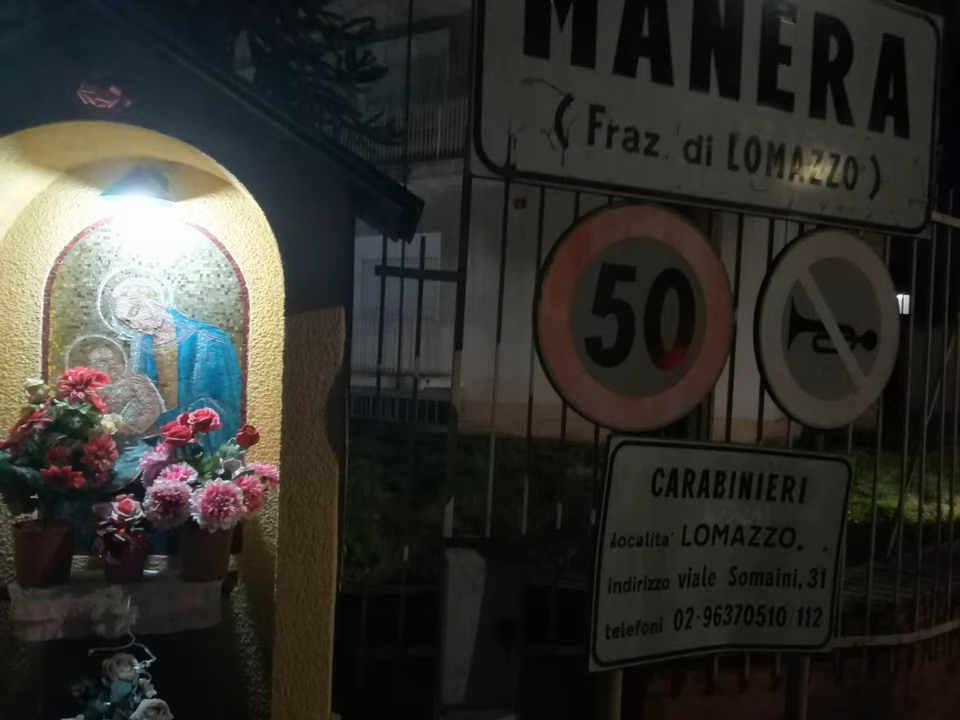 MANERA
( Fraz. di LOMAZZO )
50
CARABINIERI
località' LOMAZZO.
indirizzo viale Somaini, 31
telefoni 02-96370510 112